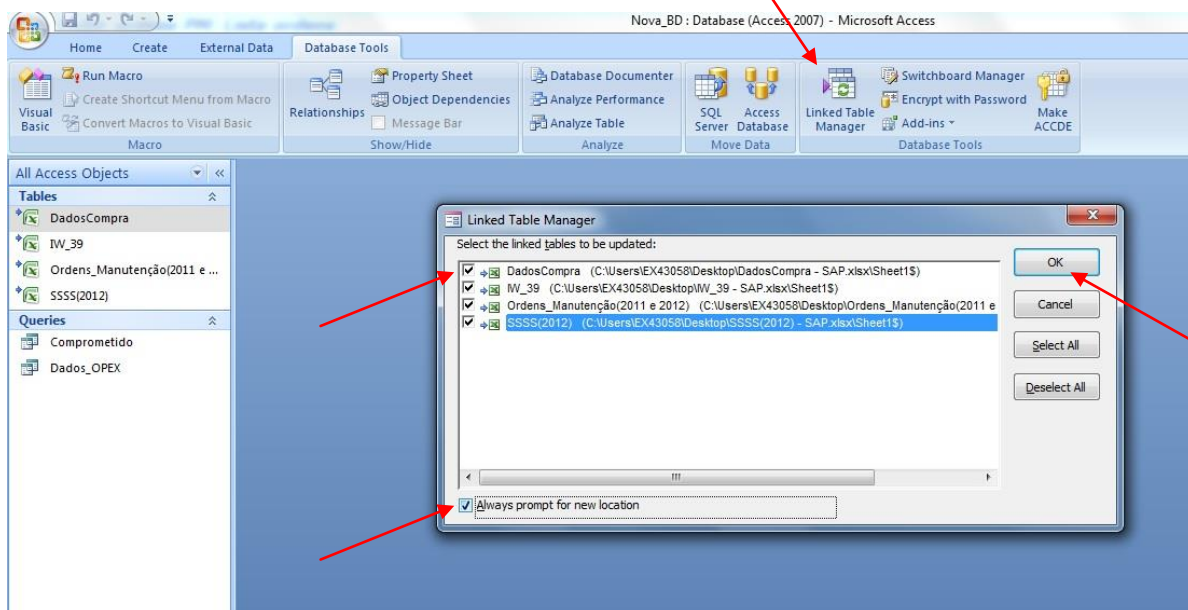 Nova_BD : Database (Access 2007) - Microsoft Access
Home Create External Data Database Tools
Visual Basic
Run Macro
Create Shortcut Menu from Macro
Convert Macros to Visual Basic
Macro
Relationships
Property Sheet
Object Dependencies
Message Bar
Show/Hide
Database Documenter
Analyze Performance
Analyze Table
Analyze
SQL Server
Access Database
Move Data
Linked Table Manager
Switchboard Manager
Encrypt with Password
Add-ins
Make ACCDE
Database Tools
All Access Objects
Tables
DadosCompra
IW_39
Ordens_Manutenção(2011 e ...
SSSS(2012)
Queries
Comprometido
Dados_OPEX
Linked Table Manager
Select the linked tables to be updated:
DadosCompra (C:\Users\EX43058\Desktop\DadosCompra - SAP.xlsx\Sheet1$)
IW_39 (C:\Users\EX43058\Desktop\IW_39 - SAP.xlsx\Sheet1$)
Ordens_Manutenção(2011 e 2012) (C:\Users\EX43058\Desktop\Ordens_Manutenção(2011 e
SSSS(2012) (C:\Users\EX43058\Desktop\SSSS(2012) - SAP.xlsx\Sheet1$)
OK
Cancel
Select All
Deselect All
Always prompt for new location